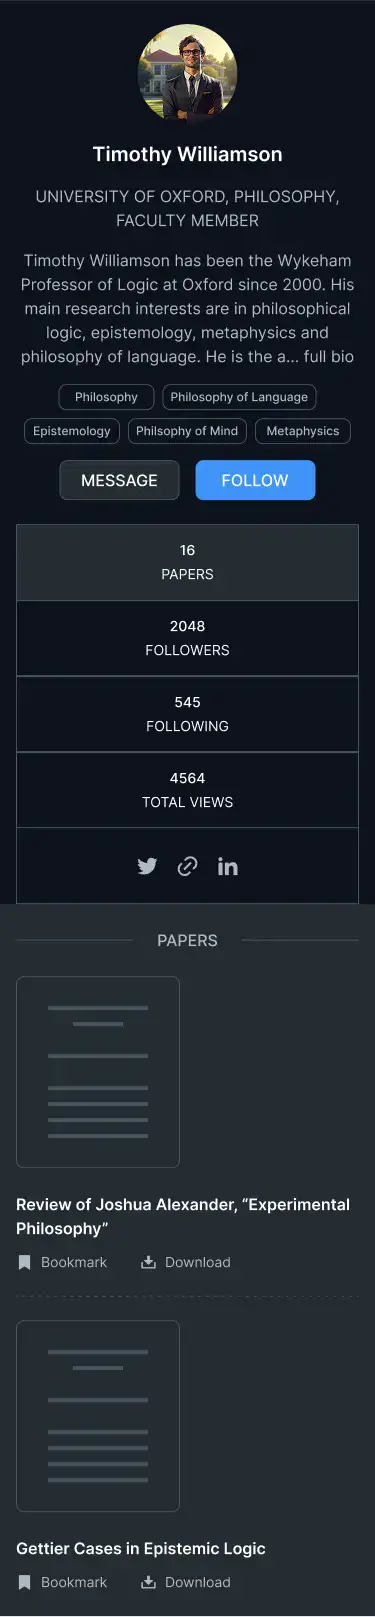 Timothy Williamson
UNIVERSITY OF OXFORD, PHILOSOPHY,
FACULTY MEMBER
Timothy Williamson has been the Wykeham
Professor of Logic at Oxford since 2000. His
main research interests are in philosophical
logic, epistemology, metaphysics and
philosophy of language. He is the a... full bio
Philosophy
Philosophy of Language
Epistemology
Philsophy of Mind
Metaphysics
MESSAGE
FOLLOW
16
PAPERS
2048
FOLLOWERS
545
FOLLOWING
4564
TOTAL VIEWS
in
PAPERS
Review of Joshua Alexander, “Experimental
Philosophy”
Bookmark
Download
Gettier Cases in Epistemic Logic
Bookmark
Download